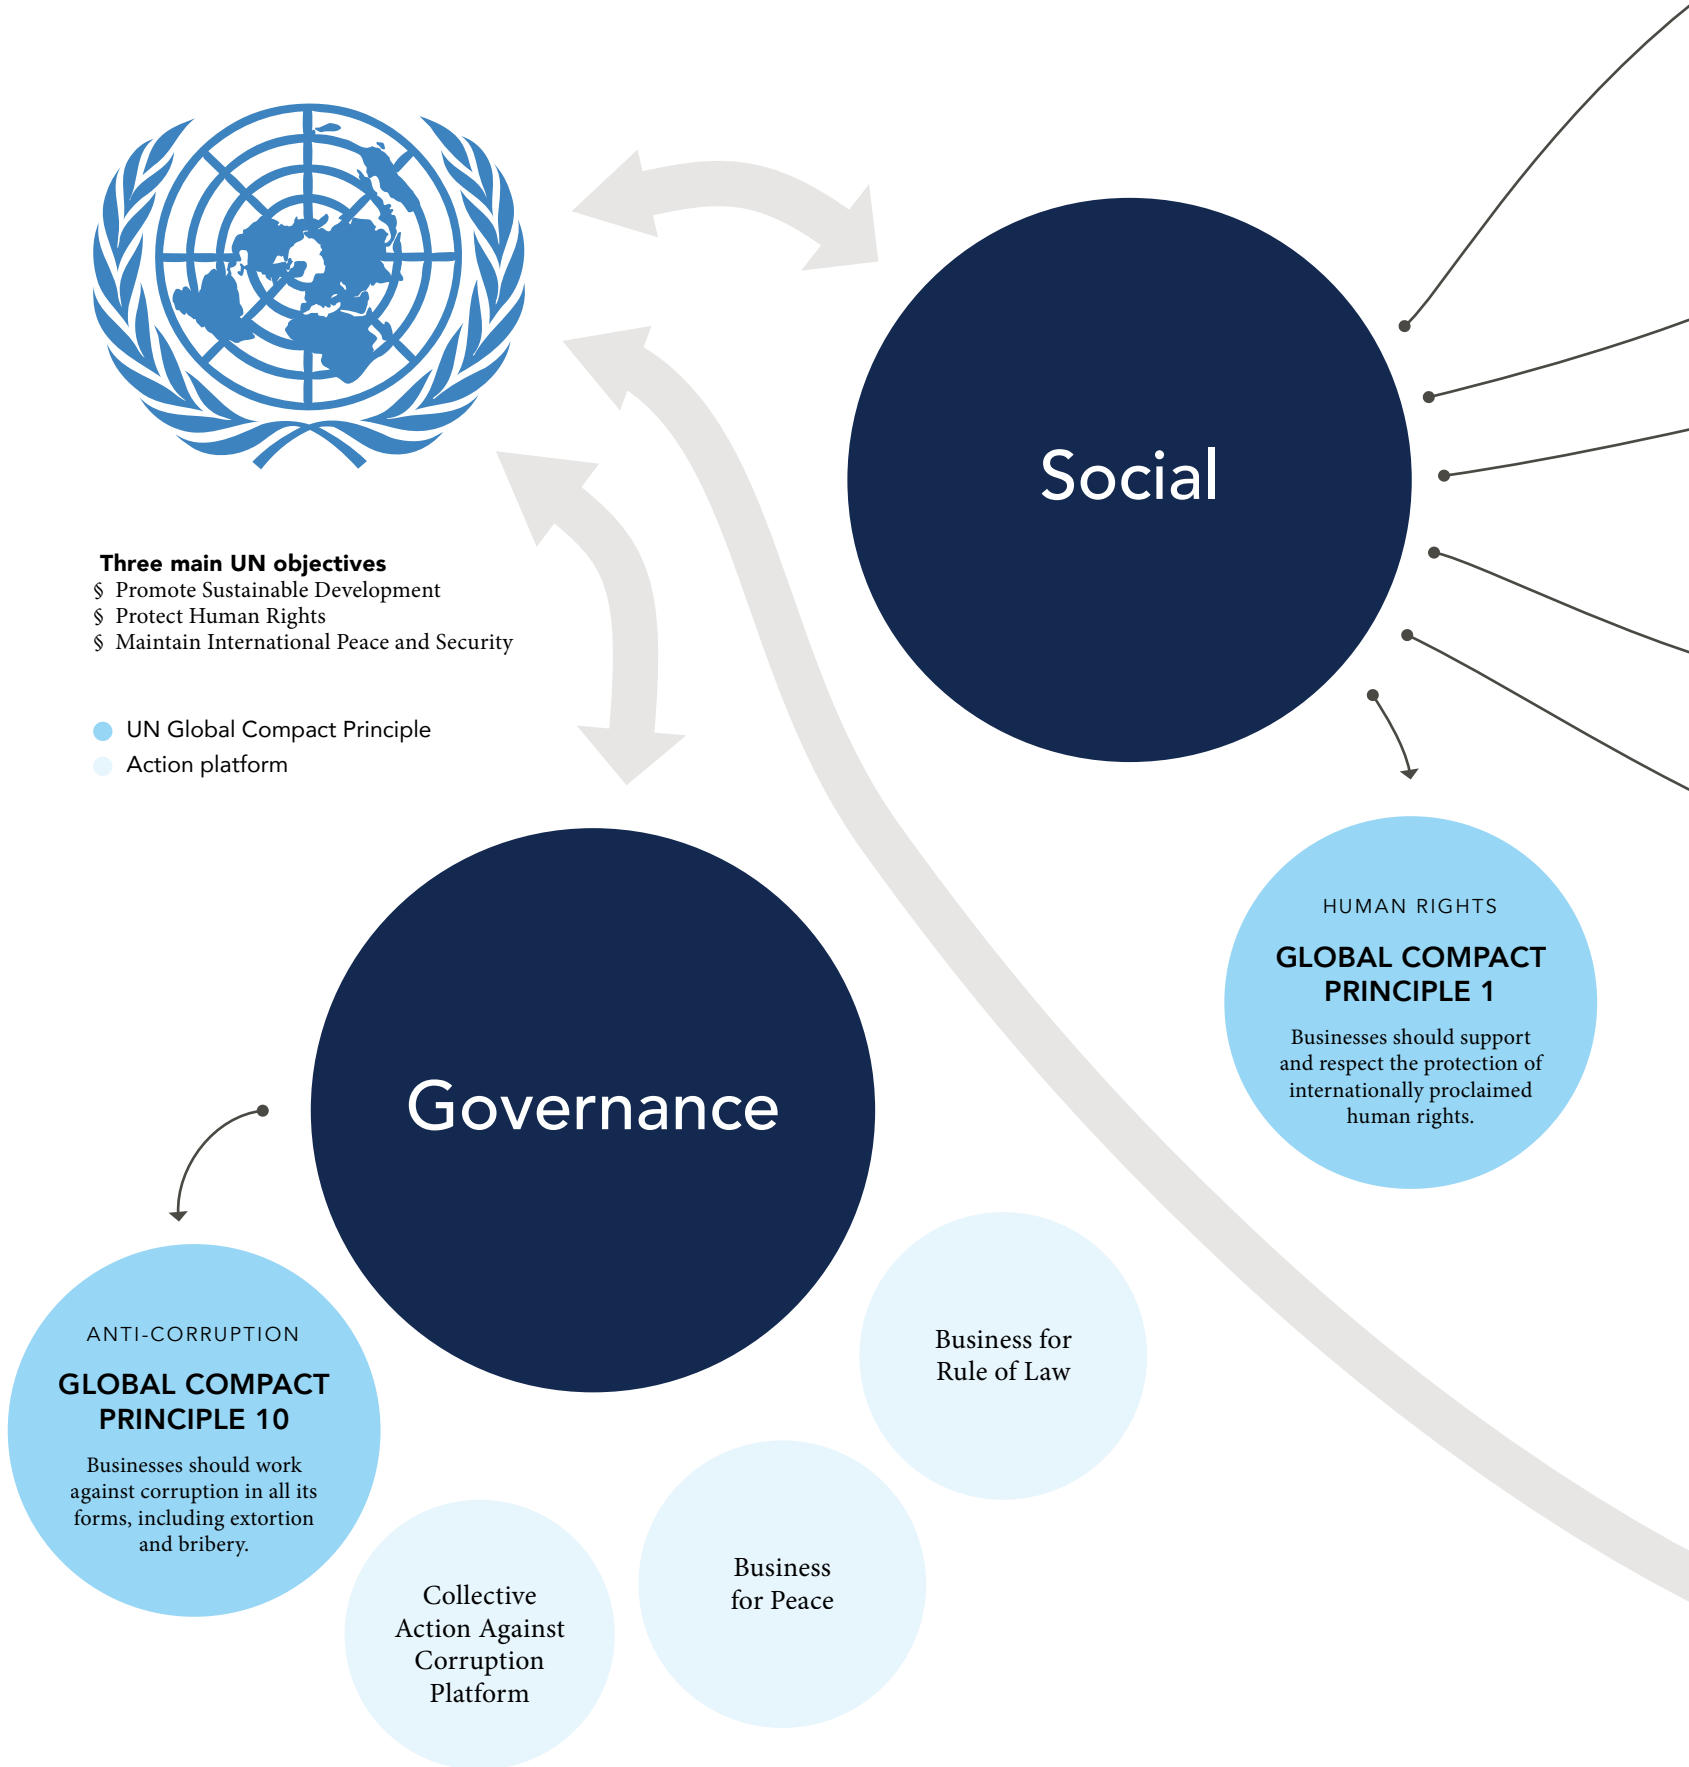 Social
Three main UN objectives
§ Promote Sustainable Development
§ Protect Human Rights
§ Maintain International Peace and Security
UN Global Compact Principle
Action platform
HUMAN RIGHTS
GLOBAL COMPACT
PRINCIPLE 1
Businesses should support
and respect the protection of
internationally proclaimed
human rights.
Governance
ANTI-CORRUPTION
GLOBAL COMPACT
PRINCIPLE 10
Businesses should work
against corruption in all its
forms, including extortion
and bribery.
Collective
Action Against
Corruption
Platform
Business
for Peace
Business for
Rule of Law